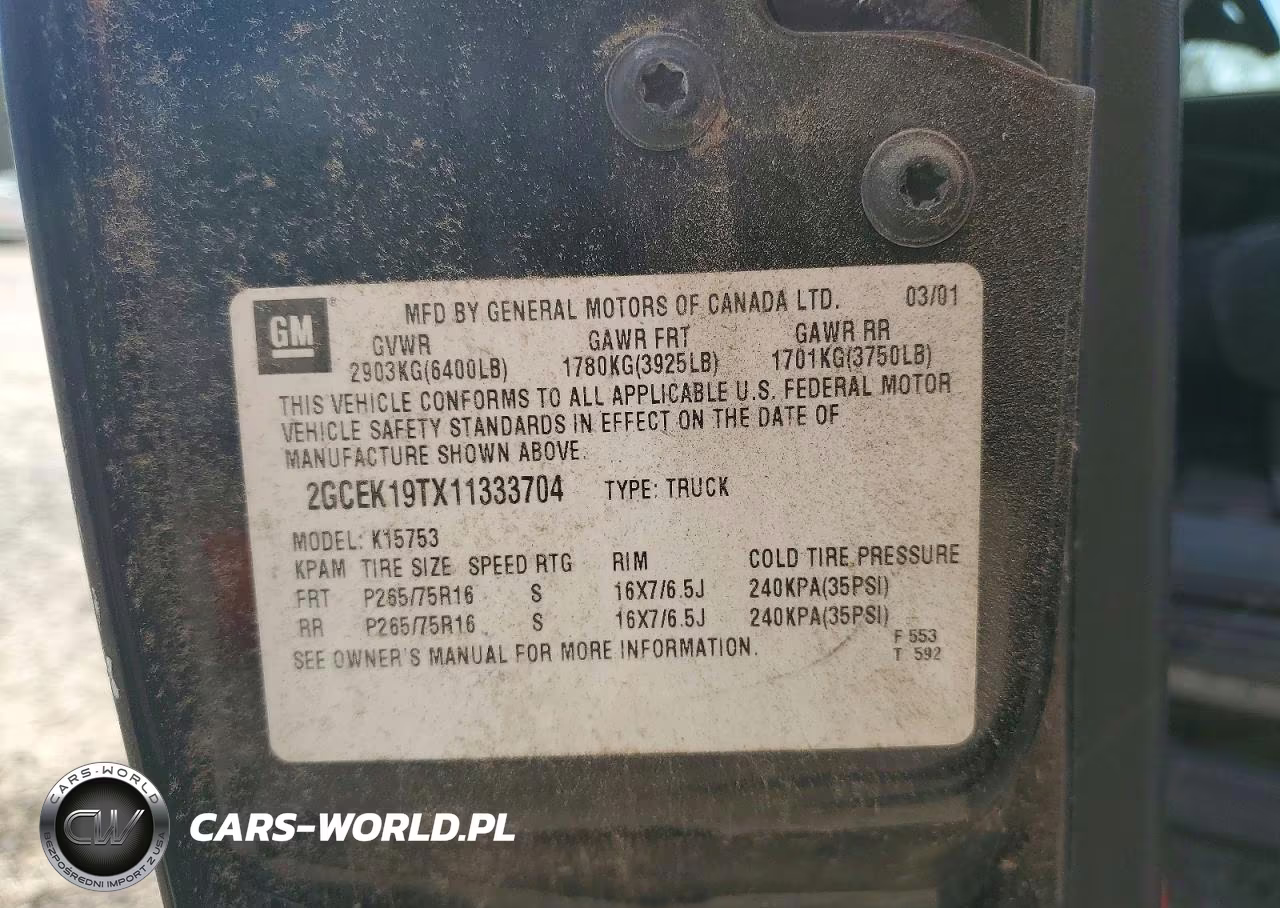 GM
MFD BY GENERAL MOTORS OF CANADA LTD. 03/01
GVWR GAWR FRT GAWR RR
2903KG(6400LB) 1780KG(3925LB) 1701KG(3750LB)
THIS VEHICLE CONFORMS TO ALL APPLICABLE U.S. FEDERAL MOTOR
VEHICLE SAFETY STANDARDS IN EFFECT ON THE DATE OF
MANUFACTURE SHOWN ABOVE.
2GCEK19TX11333704 TYPE: TRUCK
MODEL: K15753
KPAM TIRE SIZE SPEED RTG RIM COLD TIRE PRESSURE
FRT P265/75R16 S 16X7/6.5J 240KPA(35PSI)
RR P265/75R16 S 16X7/6.5J 240KPA(35PSI)
SEE OWNER'S MANUAL FOR MORE INFORMATION. F 553
T 592
CARS-WORLD
CW
BEZPOŚREDNI IMPORT Z USA
CARS-WORLD.PL